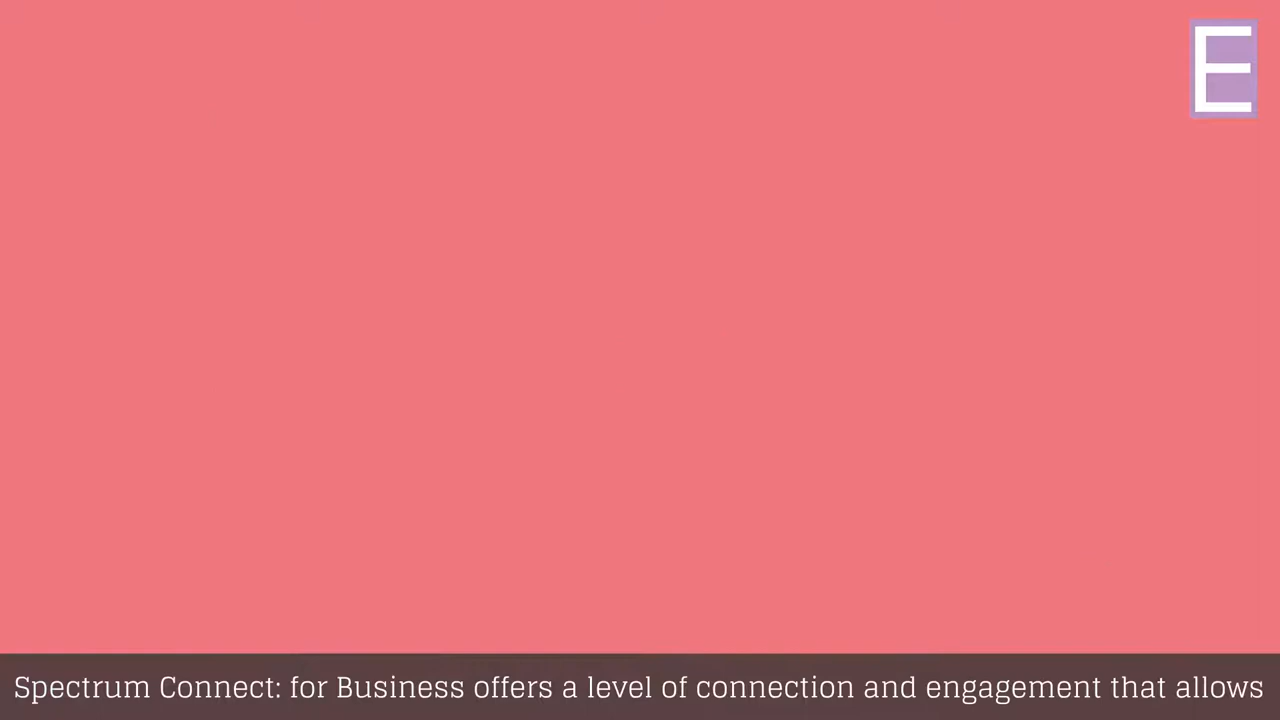 E
Spectrum Connect: for Business offers a level of connection and engagement that allows